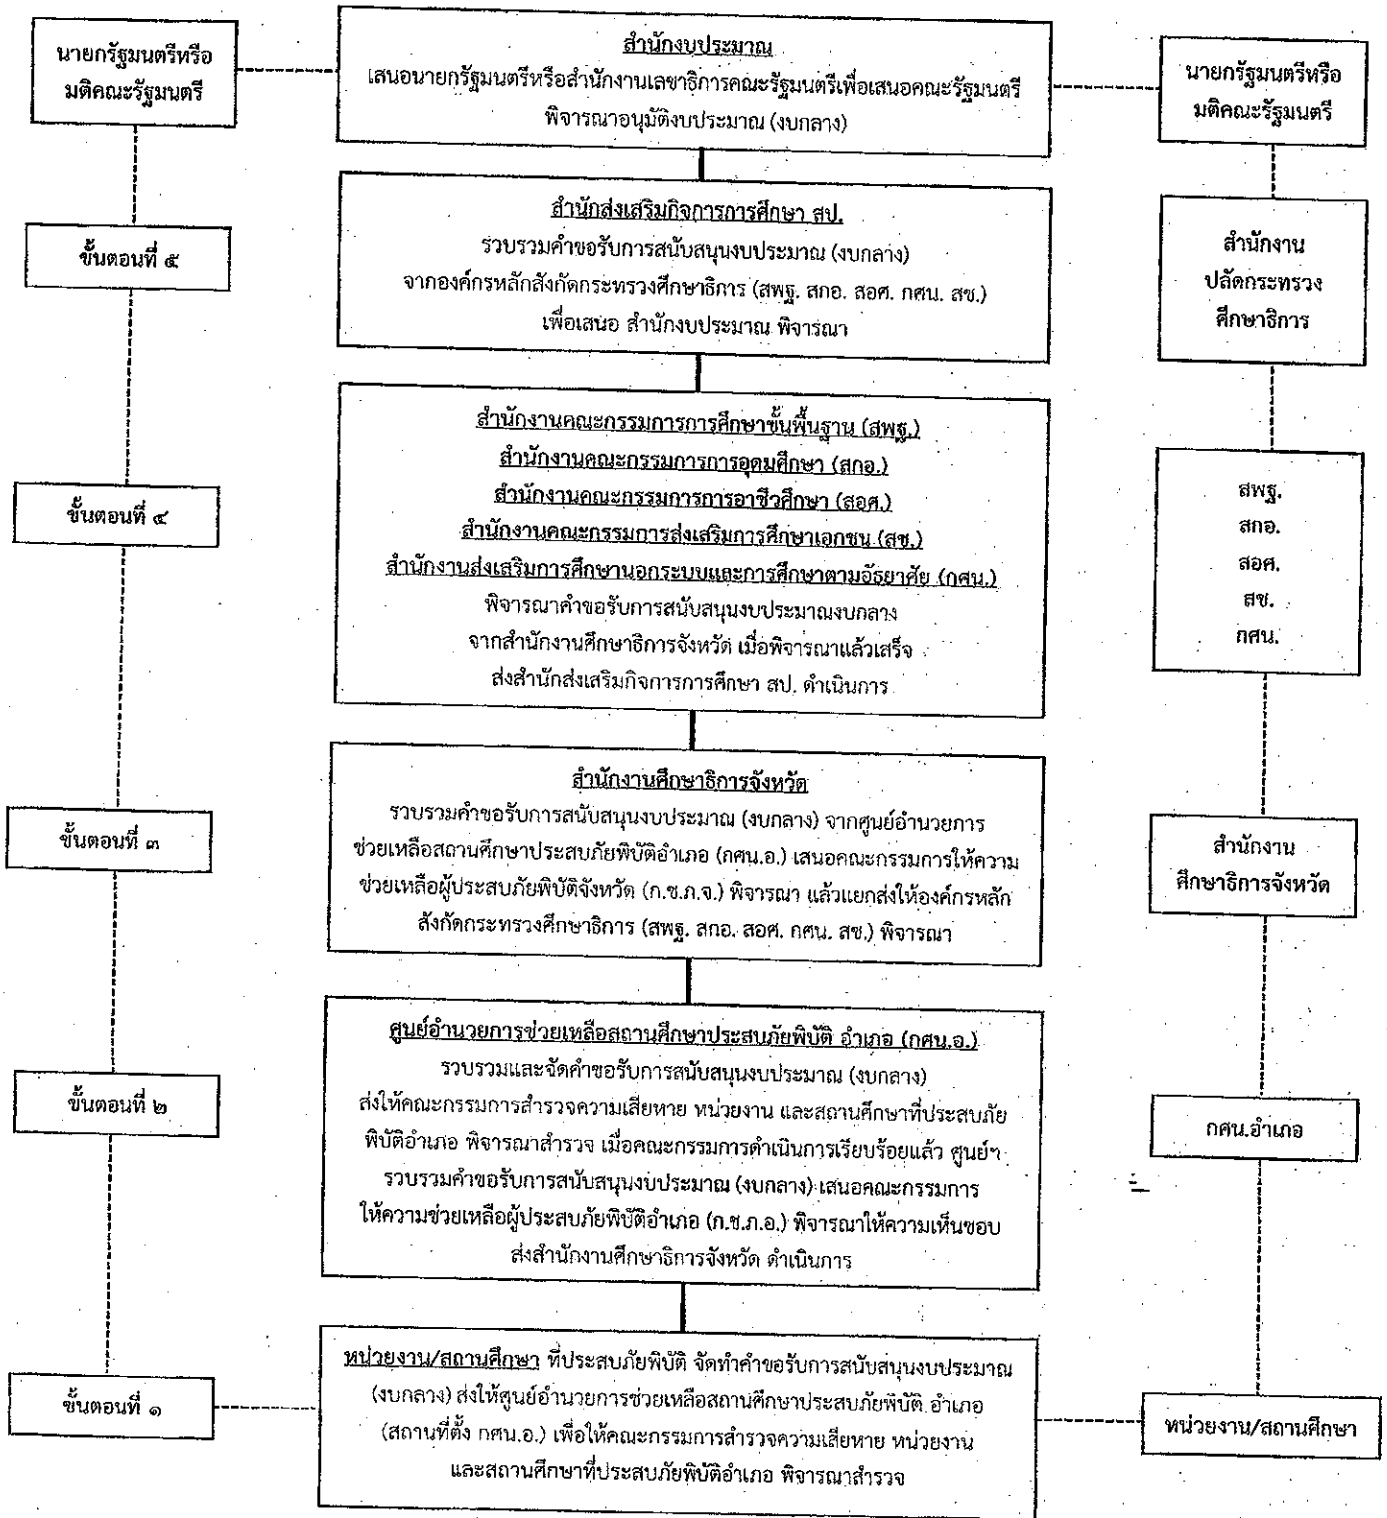 นายกรัฐมนตรีหรือ
มติคณะรัฐมนตรี
สำนักงบประมาณ
เสนอนายกรัฐมนตรีหรือสำนักงานเลขาธิการคณะรัฐมนตรีเพื่อเสนอคณะรัฐมนตรี
พิจารณาอนุมัติงบประมาณ (งบกลาง)
นายกรัฐมนตรีหรือ
มติคณะรัฐมนตรี
ขั้นตอนที่ ๕
สำนักส่งเสริมกิจการการศึกษา สป.
รวบรวมคำขอรับการสนับสนุนงบประมาณ (งบกลาง)
จากองค์กรหลักสังกัดกระทรวงศึกษาธิการ (สพฐ. สกอ. สอศ. กศน. สช.)
เพื่อเสนอ สำนักงบประมาณ พิจารณา
สำนักงาน
ปลัดกระทรวง
ศึกษาธิการ
ขั้นตอนที่ ๔
สำนักงานคณะกรรมการการศึกษาขั้นพื้นฐาน (สพฐ.)
สำนักงานคณะกรรมการการอุดมศึกษา (สกอ.)
สำนักงานคณะกรรมการการอาชีวศึกษา (สอศ.)
สำนักงานคณะกรรมการส่งเสริมการศึกษาเอกชน (สช.)
สำนักงานส่งเสริมการศึกษานอกระบบและการศึกษาตามอัธยาศัย (กศน.)
พิจารณาคำขอรับการสนับสนุนงบประมาณงบกลาง
จากสำนักงานศึกษาธิการจังหวัด เมื่อพิจารณาแล้วเสร็จ
ส่งสำนักส่งเสริมกิจการการศึกษา สป. ดำเนินการ
สพฐ.
สกอ.
สอศ.
สช.
กศน.
ขั้นตอนที่ ๓
สำนักงานศึกษาธิการจังหวัด
รวบรวมคำขอรับการสนับสนุนงบประมาณ (งบกลาง) จากศูนย์อำนวยการ
ช่วยเหลือสถานศึกษาประสบภัยพิบัติอำเภอ (กศน.อ.) เสนอคณะกรรมการให้ความ
ช่วยเหลือผู้ประสบภัยพิบัติจังหวัด (ก.ช.ภ.จ.) พิจารณา แล้วแยกส่งให้องค์กรหลัก
สังกัดกระทรวงศึกษาธิการ (สพฐ. สกอ. สอศ. กศน. สช.) พิจารณา
สำนักงาน
ศึกษาธิการจังหวัด
ขั้นตอนที่ ๒
ศูนย์อำนวยการช่วยเหลือสถานศึกษาประสบภัยพิบัติ อำเภอ (กศน.อ.)
รวบรวมและจัดคำขอรับการสนับสนุนงบประมาณ (งบกลาง)
ส่งให้คณะกรรมการสำรวจความเสียหาย หน่วยงาน และสถานศึกษาที่ประสบภัย
พิบัติอำเภอ พิจารณาสำรวจ เมื่อคณะกรรมการดำเนินการเรียบร้อยแล้ว ศูนย์ฯ
รวบรวมคำขอรับการสนับสนุนงบประมาณ (งบกลาง) เสนอคณะกรรมการ
ให้ความช่วยเหลือผู้ประสบภัยพิบัติอำเภอ (ก.ช.ภ.อ.) พิจารณาให้ความเห็นชอบ
ส่งสำนักงานศึกษาธิการจังหวัด ดำเนินการ
กศน.อำเภอ
ขั้นตอนที่ ๑
หน่วยงาน/สถานศึกษา ที่ประสบภัยพิบัติ จัดทำคำขอรับการสนับสนุนงบประมาณ
(งบกลาง) ส่งให้ศูนย์อำนวยการช่วยเหลือสถานศึกษาประสบภัยพิบัติ อำเภอ
(สถานที่ตั้ง กศน.อ.) เพื่อให้คณะกรรมการสำรวจความเสียหาย หน่วยงาน
และสถานศึกษาที่ประสบภัยพิบัติอำเภอ พิจารณาสำรวจ
หน่วยงาน/สถานศึกษา